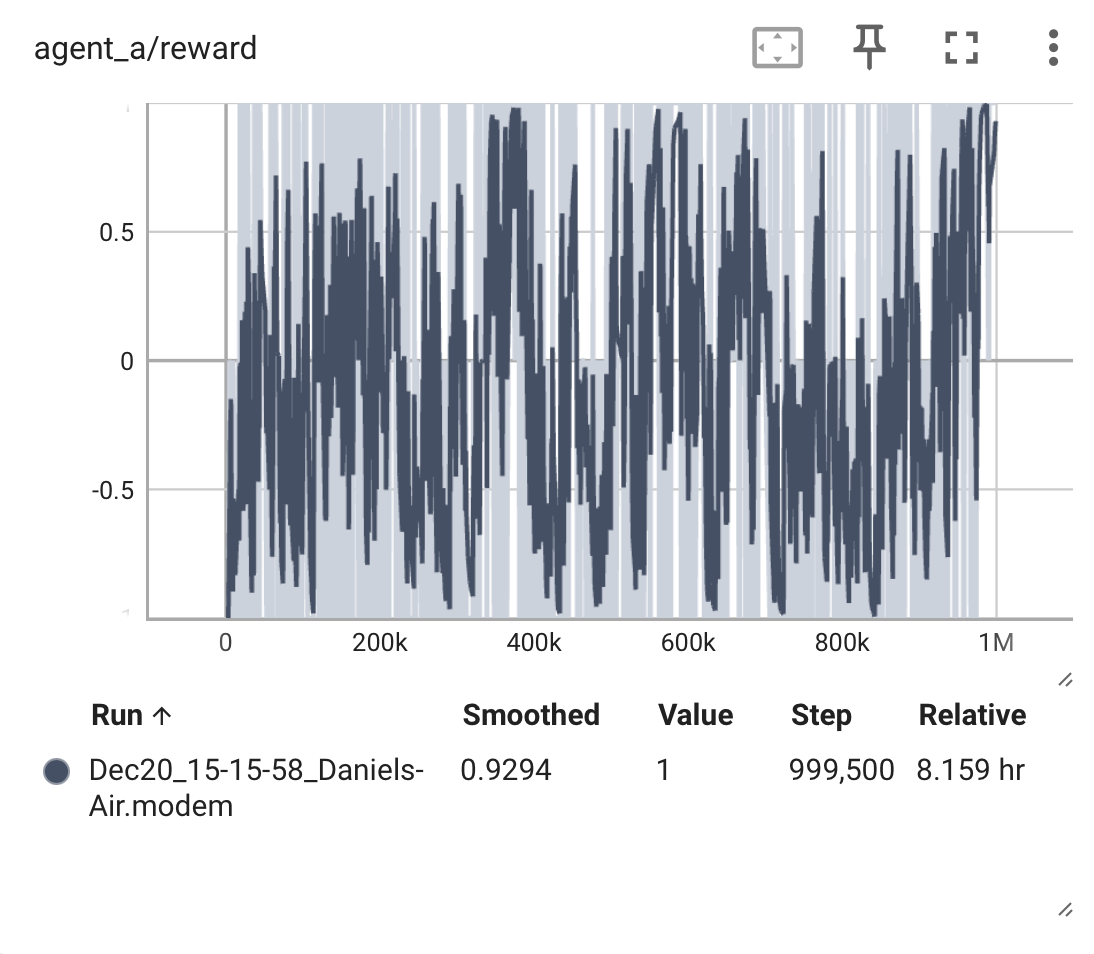 agent_a/reward
0.5
0
-0.5
0 200k 400k 600k 800k 1M
Run ↑ Smoothed Value Step Relative
Dec20_15-15-58_Daniels- 0.9294 1 999,500 8.159 hr
Air.modem